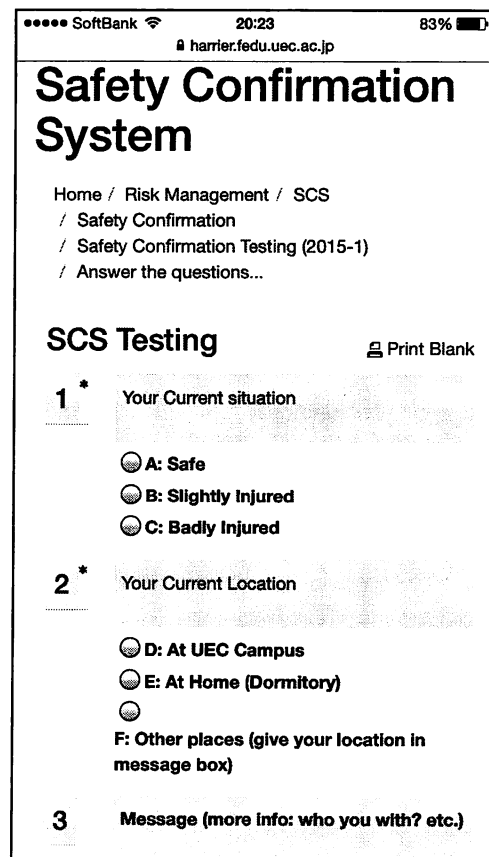 SoftBank 20:23 83%
harrier.fedu.uec.ac.jp
Safety Confirmation
System
Home / Risk Management / SCS
/ Safety Confirmation
/ Safety Confirmation Testing (2015-1)
/ Answer the questions...
SCS Testing
Print Blank
1 * Your Current situation
A: Safe
B: Slightly Injured
C: Badly Injured
2 * Your Current Location
D: At UEC Campus
E: At Home (Dormitory)
F: Other places (give your location in
message box)
3 Message (more info: who you with? etc.)